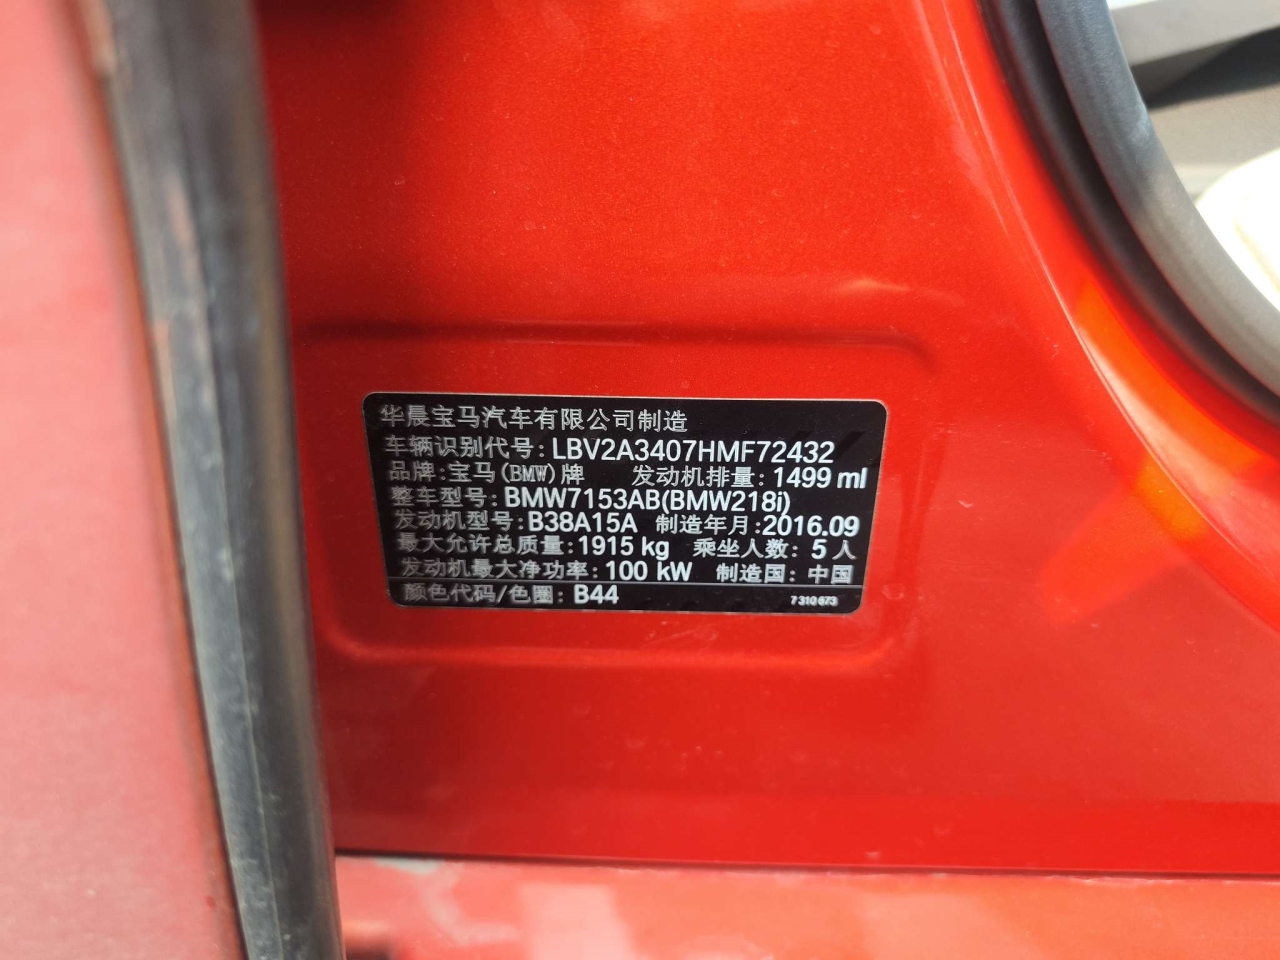 华晨宝马汽车有限公司制造
车辆识别代号: LBV2A3407HMF72432
品牌: 宝马(BMW)牌 发动机排量: 1499 ml
整车型号: BMW7153AB(BMW218i)
发动机型号: B38A15A 制造年月: 2016.09
最大允许总质量: 1915 kg 乘坐人数: 5 人
发动机最大净功率: 100 kW 制造国: 中国
颜色代码/色圈: B44 7 310 673